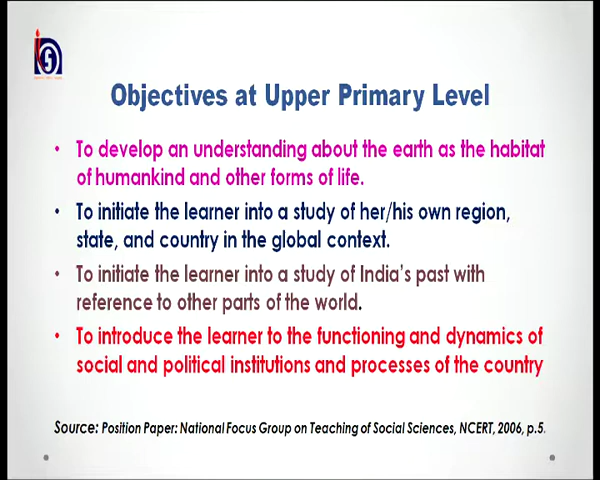 Objectives at Upper Primary Level
• To develop an understanding about the earth as the habitat
of humankind and other forms of life.
• To initiate the learner into a study of her/his own region,
state, and country in the global context.
• To initiate the learner into a study of India's past with
reference to other parts of the world.
• To introduce the learner to the functioning and dynamics of
social and political institutions and processes of the country
Source: Position Paper: National Focus Group on Teaching of Social Sciences, NCERT, 2006, p.5.